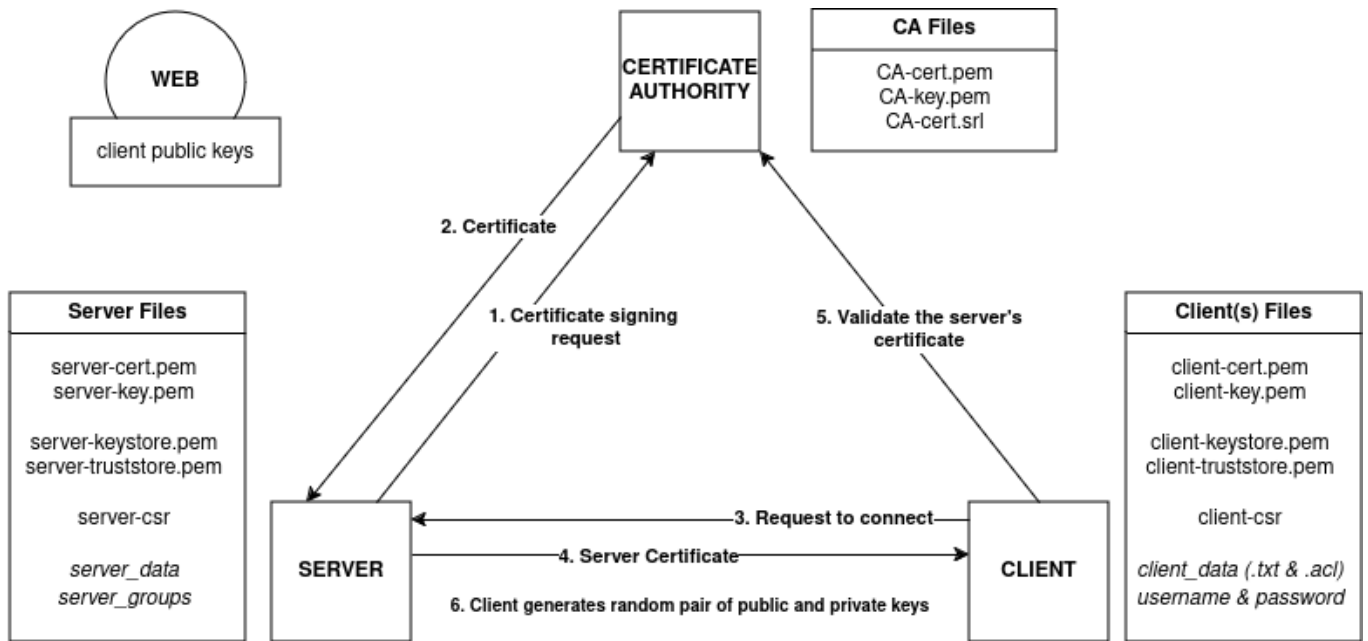 WEB
client public keys
CERTIFICATE
AUTHORITY
CA Files
CA-cert.pem
CA-key.pem
CA-cert.srl
2. Certificate
1. Certificate signing
request
5. Validate the server's
certificate
Server Files
server-cert.pem
server-key.pem
server-keystore.pem
server-truststore.pem
server-csr
server_data
server_groups
SERVER
3. Request to connect
4. Server Certificate
6. Client generates random pair of public and private keys
CLIENT
Client(s) Files
client-cert.pem
client-key.pem
client-keystore.pem
client-truststore.pem
client-csr
client_data (.txt & .acl)
username & password